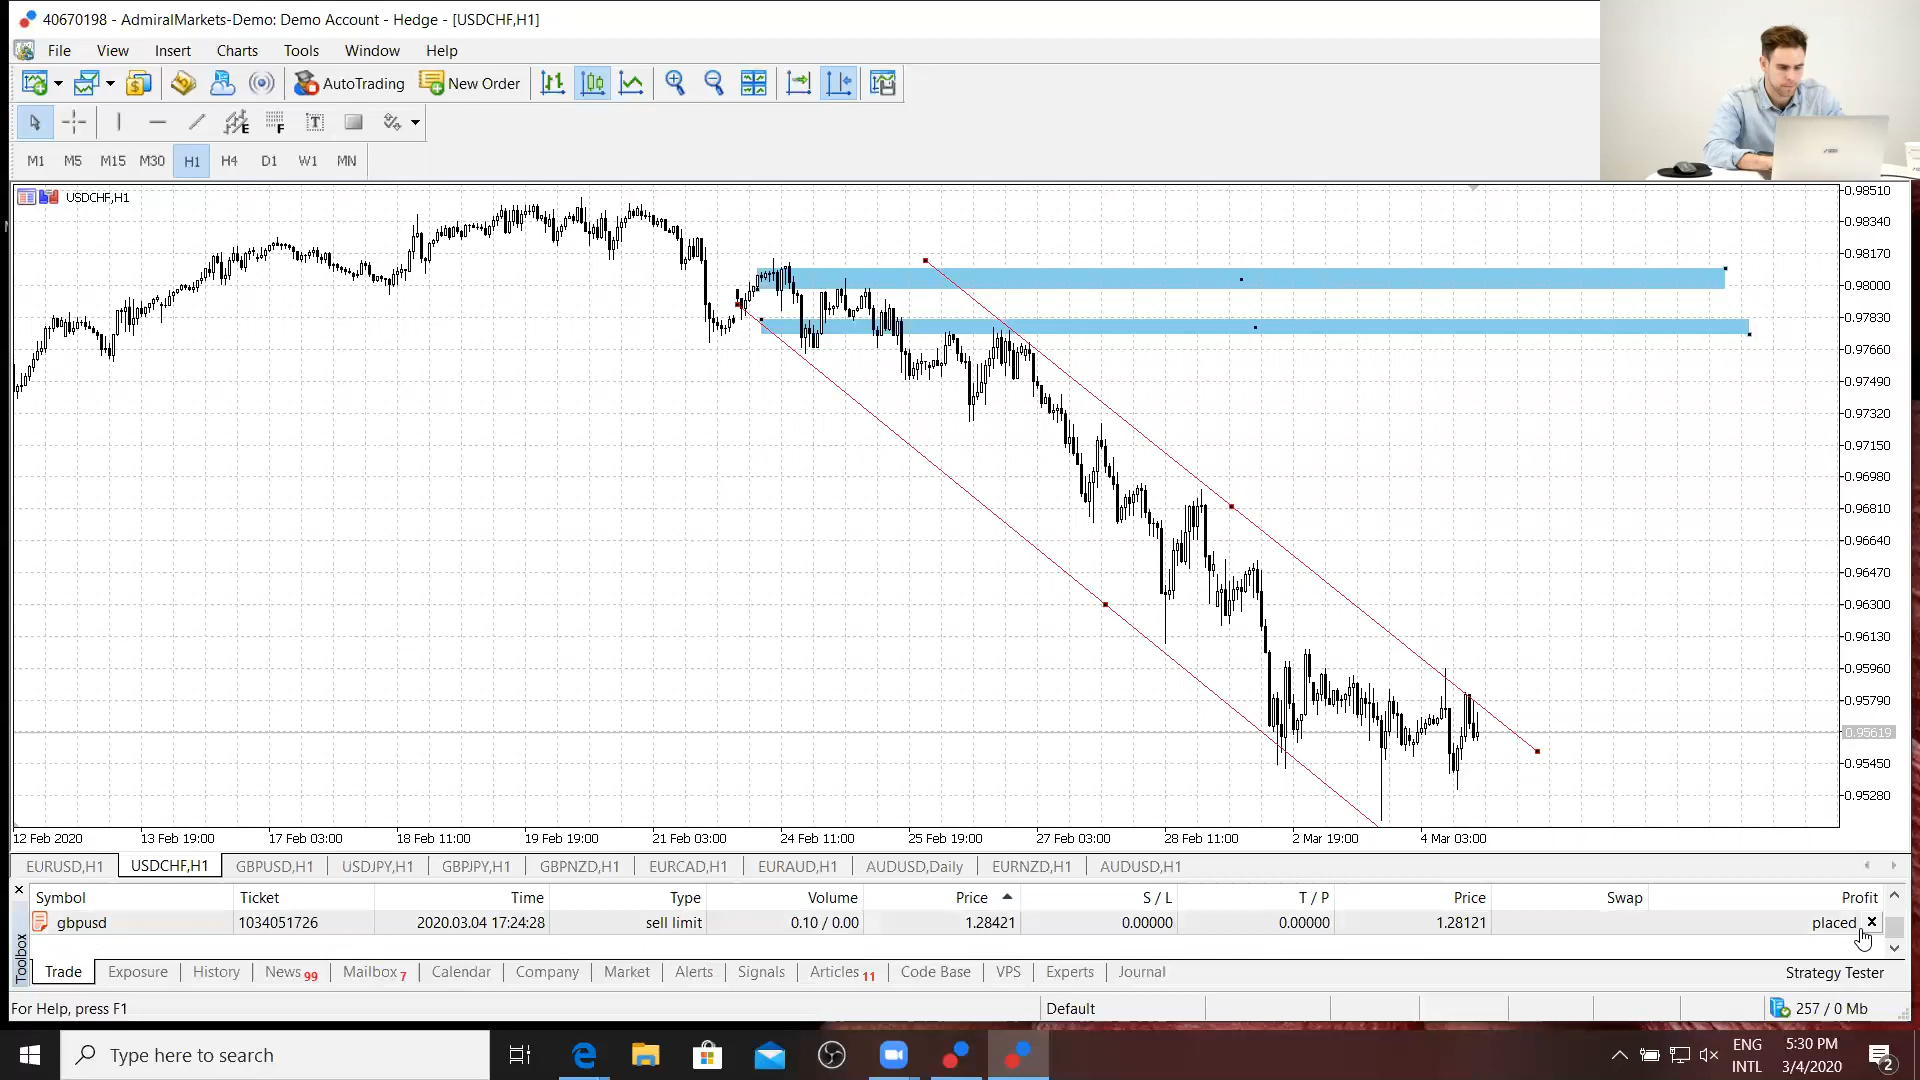 40670198 - AdmiralMarkets-Demo: Demo Account - Hedge - [USDCHF,H1]
File View Insert Charts Tools Window Help
AutoTrading New Order
E F T
M1 M5 M15 M30 H1 H4 D1 W1 MN
USDCHF,H1
0.98510
0.98340
0.98170
0.98000
0.97830
0.97660
0.97490
0.97320
0.97150
0.96980
0.96810
0.96640
0.96470
0.96300
0.96130
0.95960
0.95790
0.95619
0.95450
0.95280
12 Feb 2020 13 Feb 19:00 17 Feb 03:00 18 Feb 11:00 19 Feb 19:00 21 Feb 03:00 24 Feb 11:00 25 Feb 19:00 27 Feb 03:00 28 Feb 11:00 2 Mar 19:00 4 Mar 03:00
EURUSD,H1 USDCHF,H1 GBPUSD,H1 USDJPY,H1 GBPJPY,H1 GBPNZD,H1 EURCAD,H1 EURAUD,H1 AUDUSD,Daily EURNZD,H1 AUDUSD,H1
Symbol Ticket Time Type Volume Price S / L T / P Price Swap Profit
gbpusd 1034051726 2020.03.04 17:24:28 sell limit 0.10 / 0.00 1.28421 0.00000 0.00000 1.28121 placed
Toolbox
Trade Exposure History News 99 Mailbox 7 Calendar Company Market Alerts Signals Articles 11 Code Base VPS Experts Journal Strategy Tester
For Help, press F1 Default 257 / 0 Mb
Type here to search
ENG
INTL
5:30 PM
3/4/2020
2